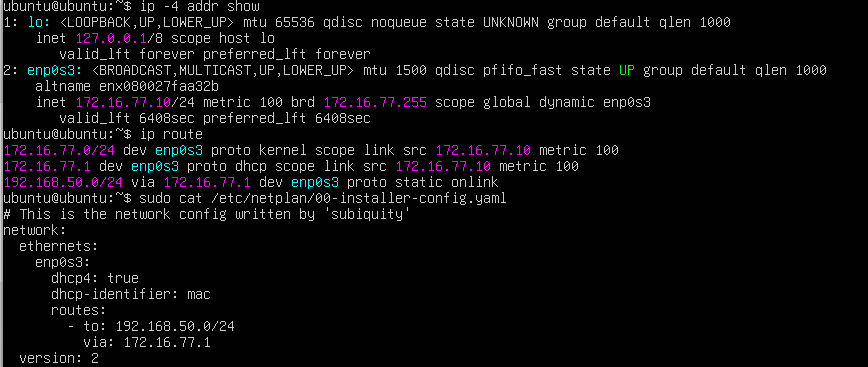 ubuntu@ubuntu:~$ ip -4 addr show
1: lo: <LOOPBACK,UP,LOWER_UP> mtu 65536 qdisc noqueue state UNKNOWN group default qlen 1000
    inet 127.0.0.1/8 scope host lo
       valid_lft forever preferred_lft forever
2: enp0s3: <BROADCAST,MULTICAST,UP,LOWER_UP> mtu 1500 qdisc pfifo_fast state UP group default qlen 1000
    altname enx080027faa32b
    inet 172.16.77.10/24 metric 100 brd 172.16.77.255 scope global dynamic enp0s3
       valid_lft 6408sec preferred_lft 6408sec
ubuntu@ubuntu:~$ ip route
172.16.77.0/24 dev enp0s3 proto kernel scope link src 172.16.77.10 metric 100
172.16.77.1 dev enp0s3 proto dhcp scope link src 172.16.77.10 metric 100
192.168.50.0/24 via 172.16.77.1 dev enp0s3 proto static onlink
ubuntu@ubuntu:~$ sudo cat /etc/netplan/00-installer-config.yaml
# This is the network config written by 'subiquity'
network:
  ethernets:
    enp0s3:
      dhcp4: true
      dhcp-identifier: mac
      routes:
        - to: 192.168.50.0/24
          via: 172.16.77.1
  version: 2